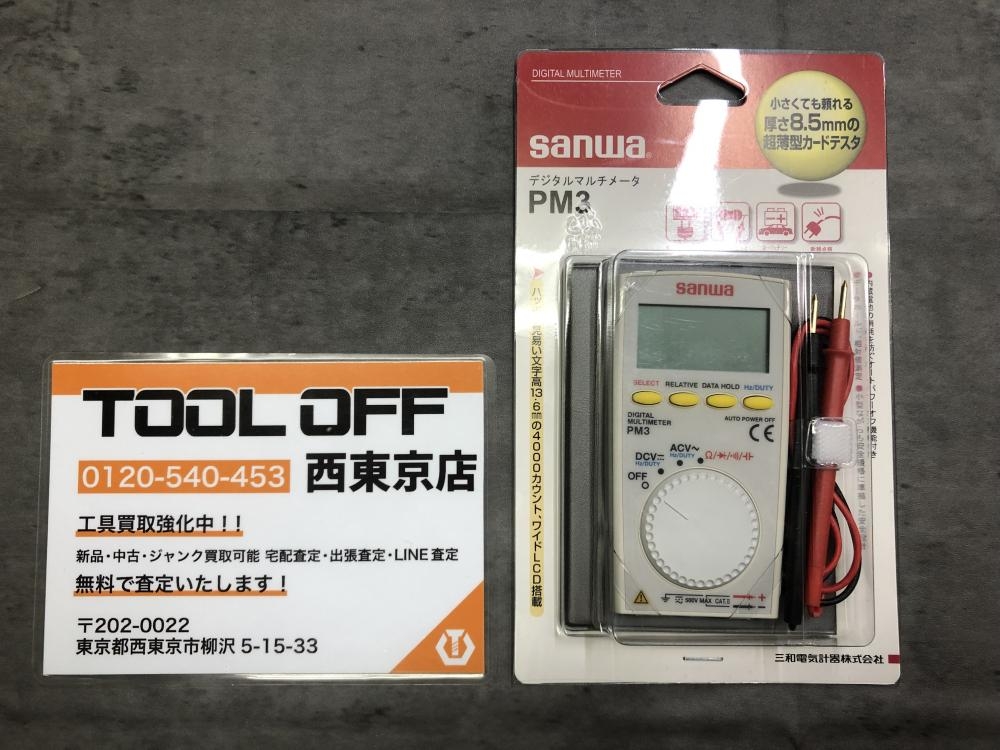 TOOL OFF
0120-540-453 西東京店
工具買取強化中!!
新品・中古・ジャンク買取可能 宅配査定・出張査定・LINE査定
無料で査定いたします!
〒202-0022
東京都西東京市柳沢 5-15-33
DIGITAL MULTIMETER
小さくても頼れる
厚さ8.5mmの
超薄型カードテスタ
sanwa®
デジタルマルチメータ
PM3
見易い文字高13.6mmの4000カウント、ワイドLCD搭載
sanwa
SELECT RELATIVE DATA HOLD Hz/DUTY
DIGITAL
MULTIMETER
PM3
AUTO POWER OFF
CE
OFF
DCV
Hz/DUTY
ACV~
Hz/DUTY
Ω
500V MAX CAT.II
三和電気計器株式会社